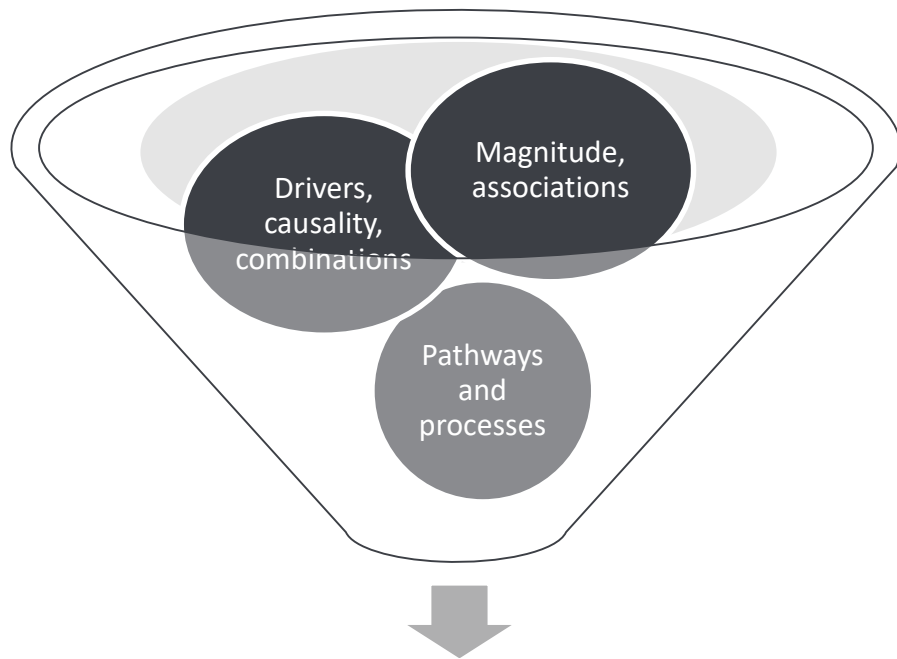 Magnitude,
associations
Drivers,
causality,
combinations
Pathways
and
processes